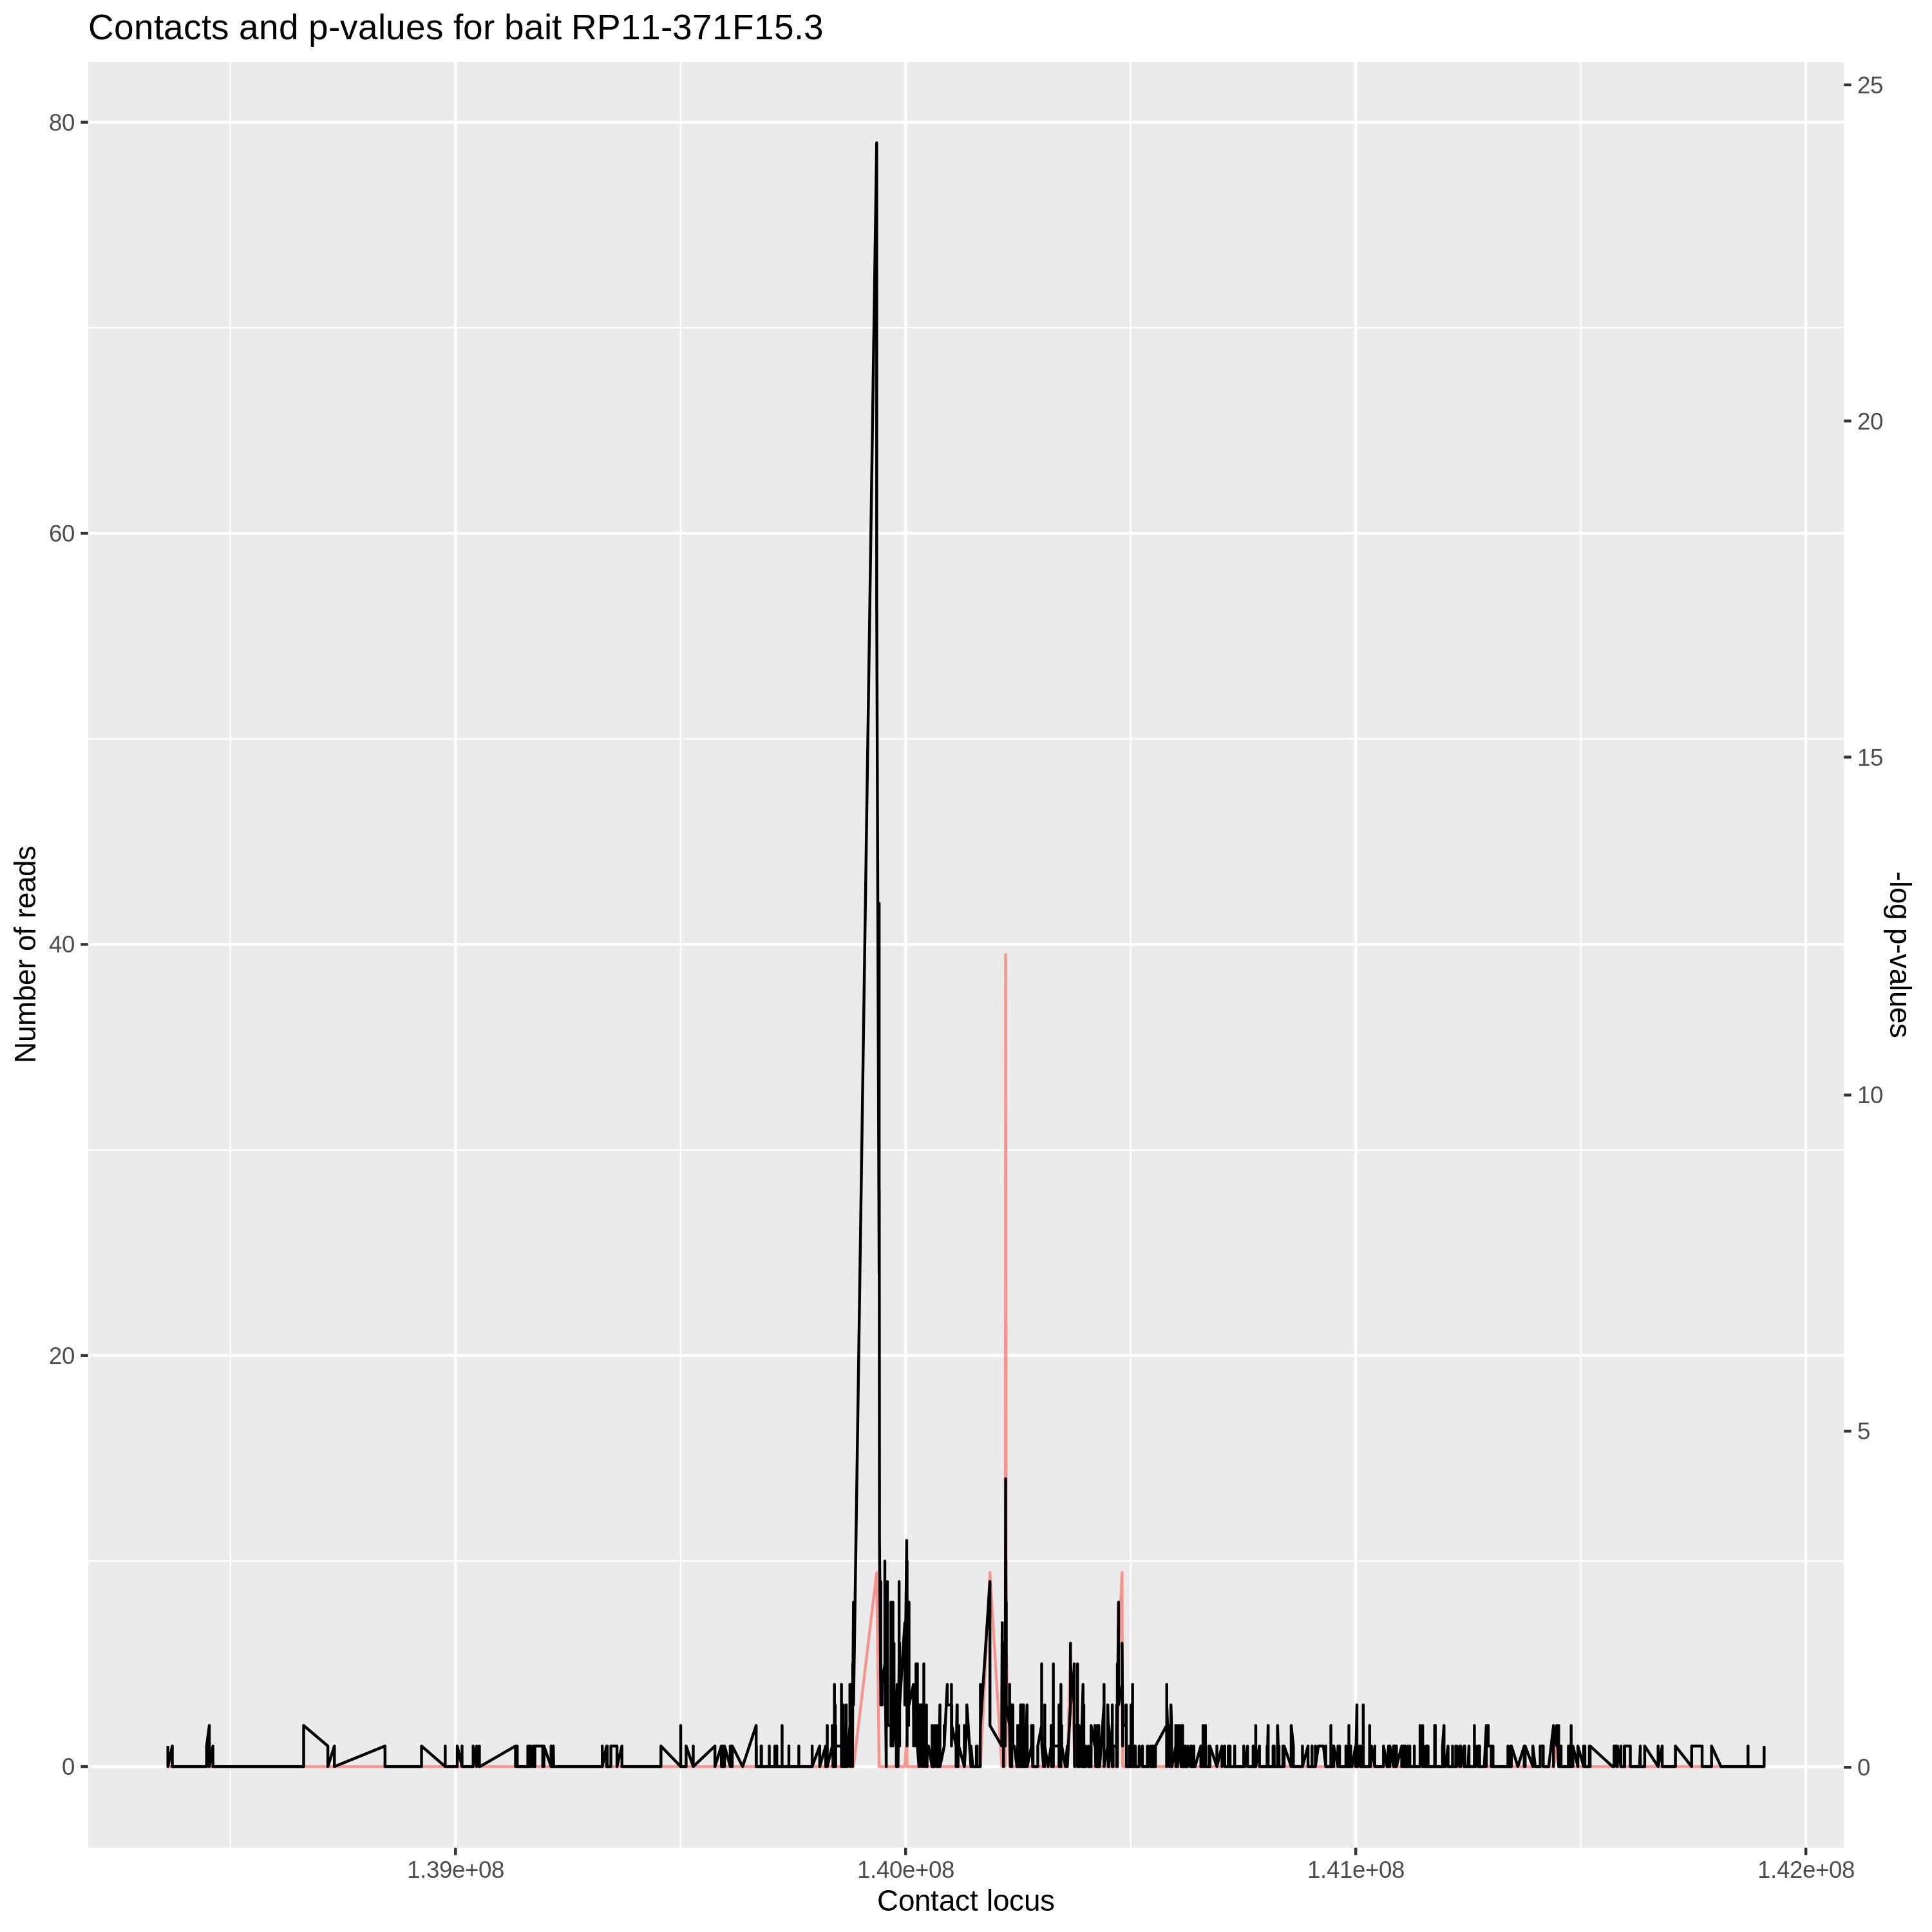 Contacts and p-values for bait RP11-371F15.3
Number of reads
80
60
40
20
0
25
20
15
10
5
0
-log p-values
1.39e+08
1.40e+08
1.41e+08
1.42e+08
Contact locus